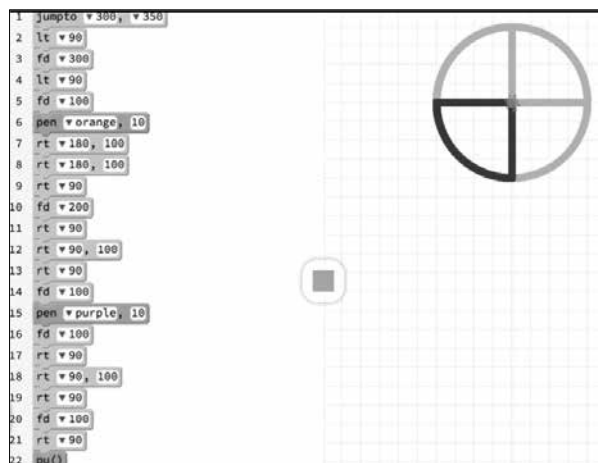 1 jumpto ▾300, ▾350
2 lt ▾90
3 fd ▾300
4 lt ▾90
5 fd ▾100
6 pen ▾orange, 10
7 rt ▾180, 100
8 rt ▾180, 100
9 rt ▾90
10 fd ▾200
11 rt ▾90
12 rt ▾90, 100
13 rt ▾90
14 fd ▾100
15 pen ▾purple, 10
16 fd ▾100
17 rt ▾90
18 rt ▾90, 100
19 rt ▾90
20 fd ▾100
21 rt ▾90
22 pu()